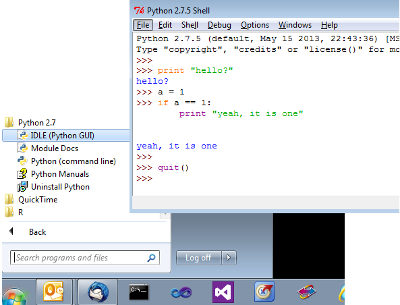 Python 2.7.5 Shell
File Edit Shell Debug Options Windows Help
Python 2.7.5 (default, May 15 2013, 22:43:36) [MS
Type "copyright", "credits" or "license()" for mo
>>>
>>> print "hello?"
hello?
>>> a = 1
>>> if a == 1:
print "yeah, it is one"
yeah, it is one
>>>
>>> quit()
>>>
Python 2.7
IDLE (Python GUI)
Module Docs
Python (command line)
Python Manuals
Uninstall Python
QuickTime
R
Back
Search programs and files
Log off